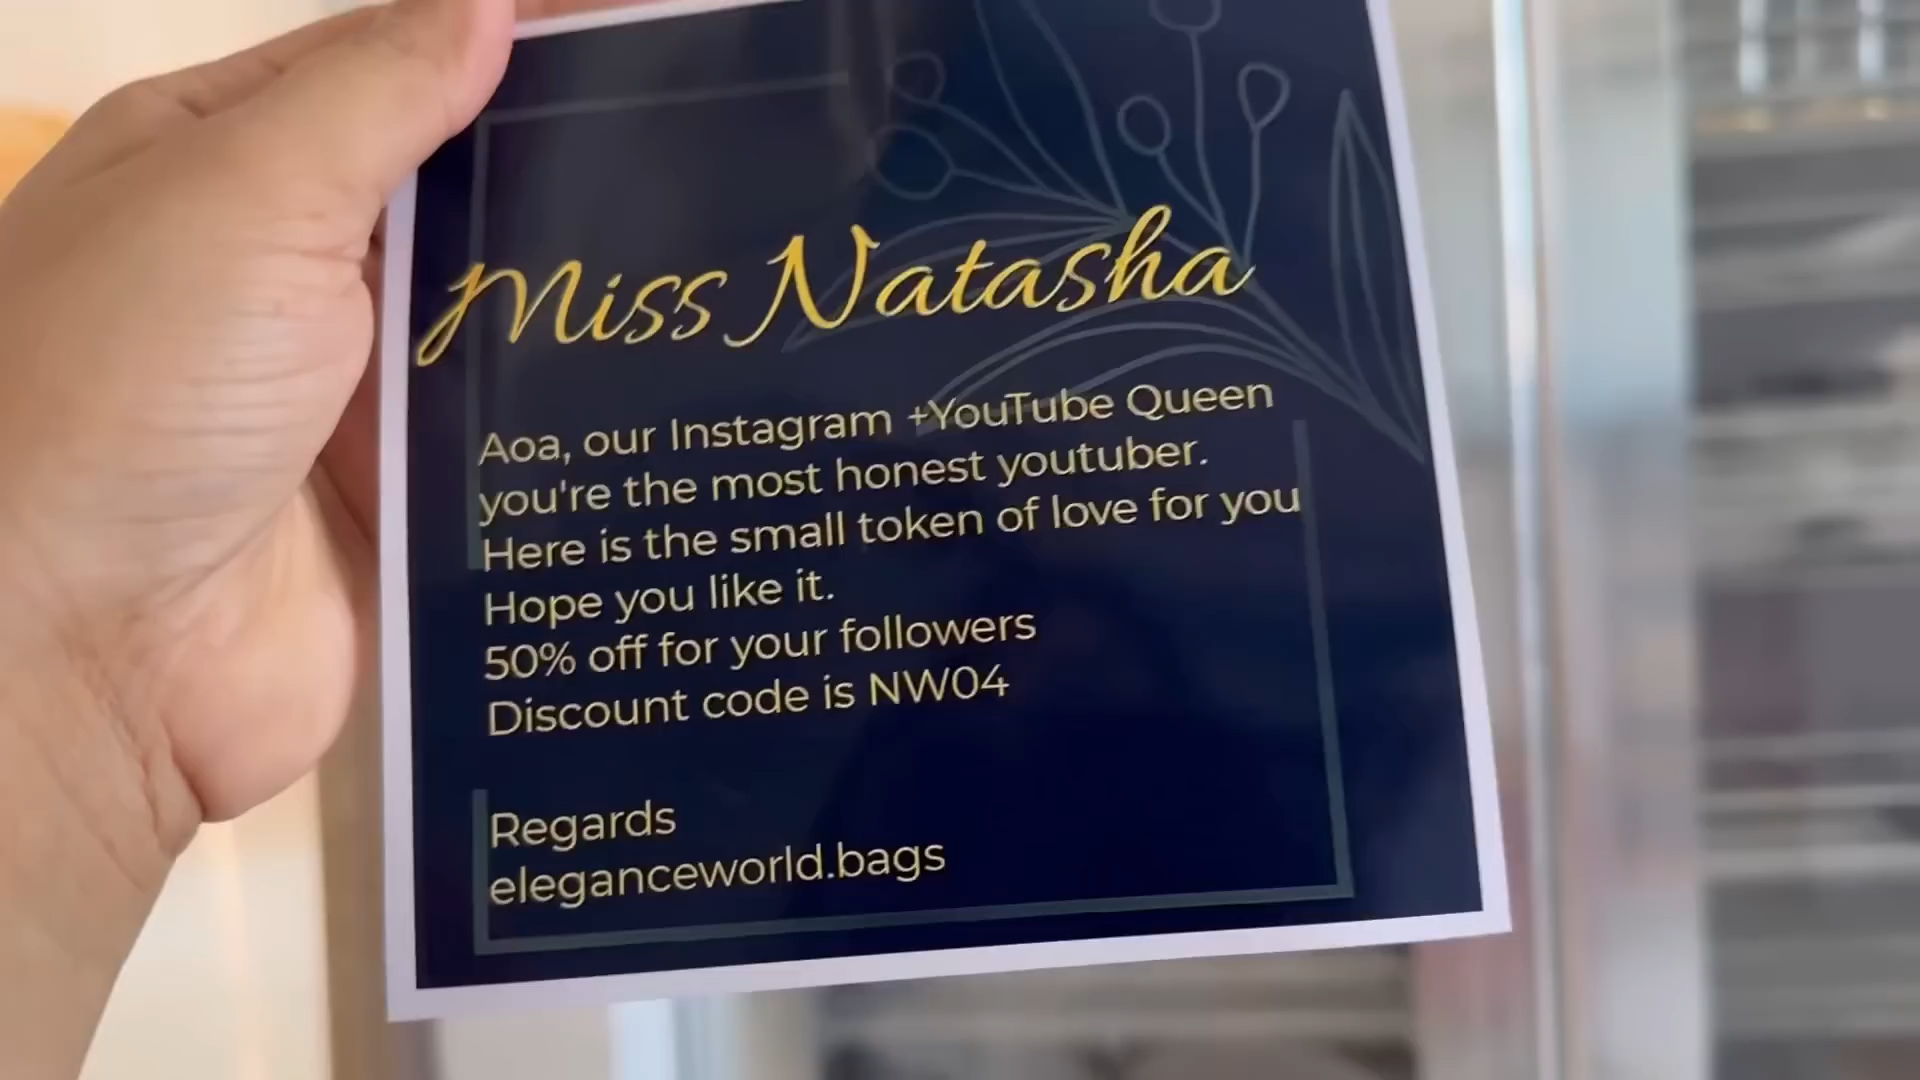 Miss Natasha
Aoa, our Instagram +YouTube Queen
you're the most honest youtuber.
Here is the small token of love for you
Hope you like it.
50% off for your followers
Discount code is NW04
Regards
eleganceworld.bags